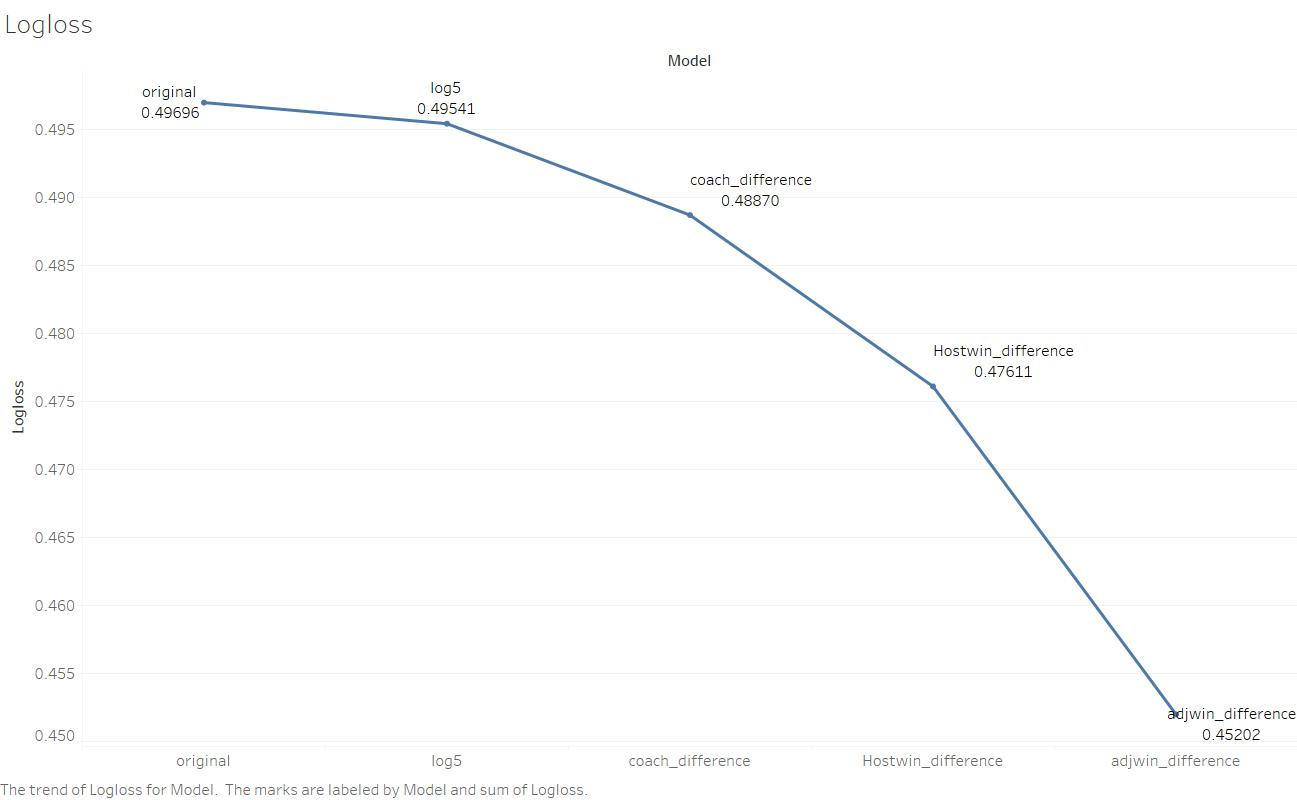 Logloss
Model
original
0.49696
log5
0.49541
0.495
coach_difference
0.48870
0.490
0.485
0.480
Hostwin_difference
0.47611
0.475
Logloss
0.470
0.465
0.460
0.455
adjwin_difference
0.45202
0.450
original log5 coach_difference Hostwin_difference adjwin_difference
The trend of Logloss for Model. The marks are labeled by Model and sum of Logloss.